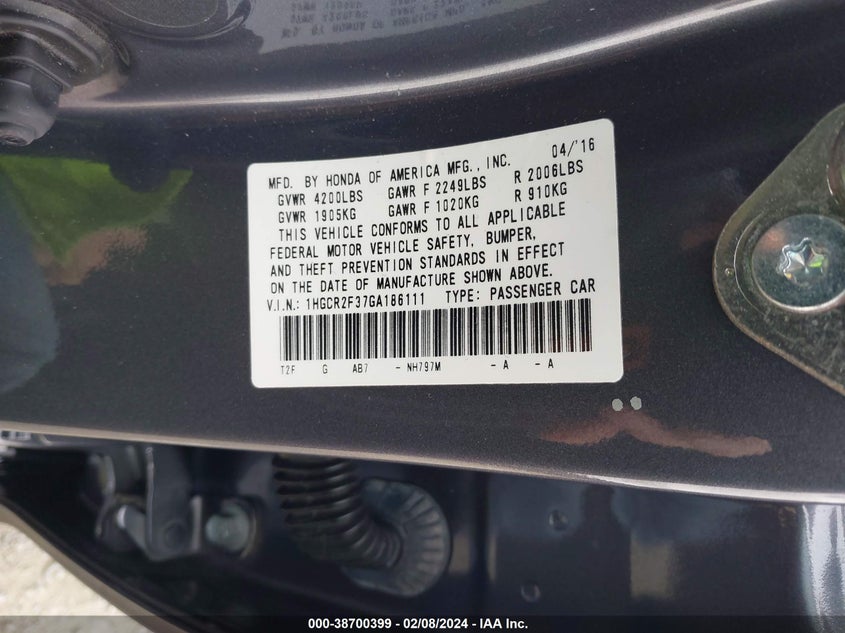 MFD. BY HONDA OF AMERICA MFG., INC. 04/'16
GVWR 4200LBS GAWR F 2249LBS R 2006LBS
GVWR 1905KG GAWR F 1020KG R 910KG
THIS VEHICLE CONFORMS TO ALL APPLICABLE
FEDERAL MOTOR VEHICLE SAFETY, BUMPER,
AND THEFT PREVENTION STANDARDS IN EFFECT
ON THE DATE OF MANUFACTURE SHOWN ABOVE.
V.I.N.: 1HGCR2F37GA186111 TYPE: PASSENGER CAR
T2F G AB7 - NH797M - A - A
000-38700399 — 02/08/2024 — IAA Inc.